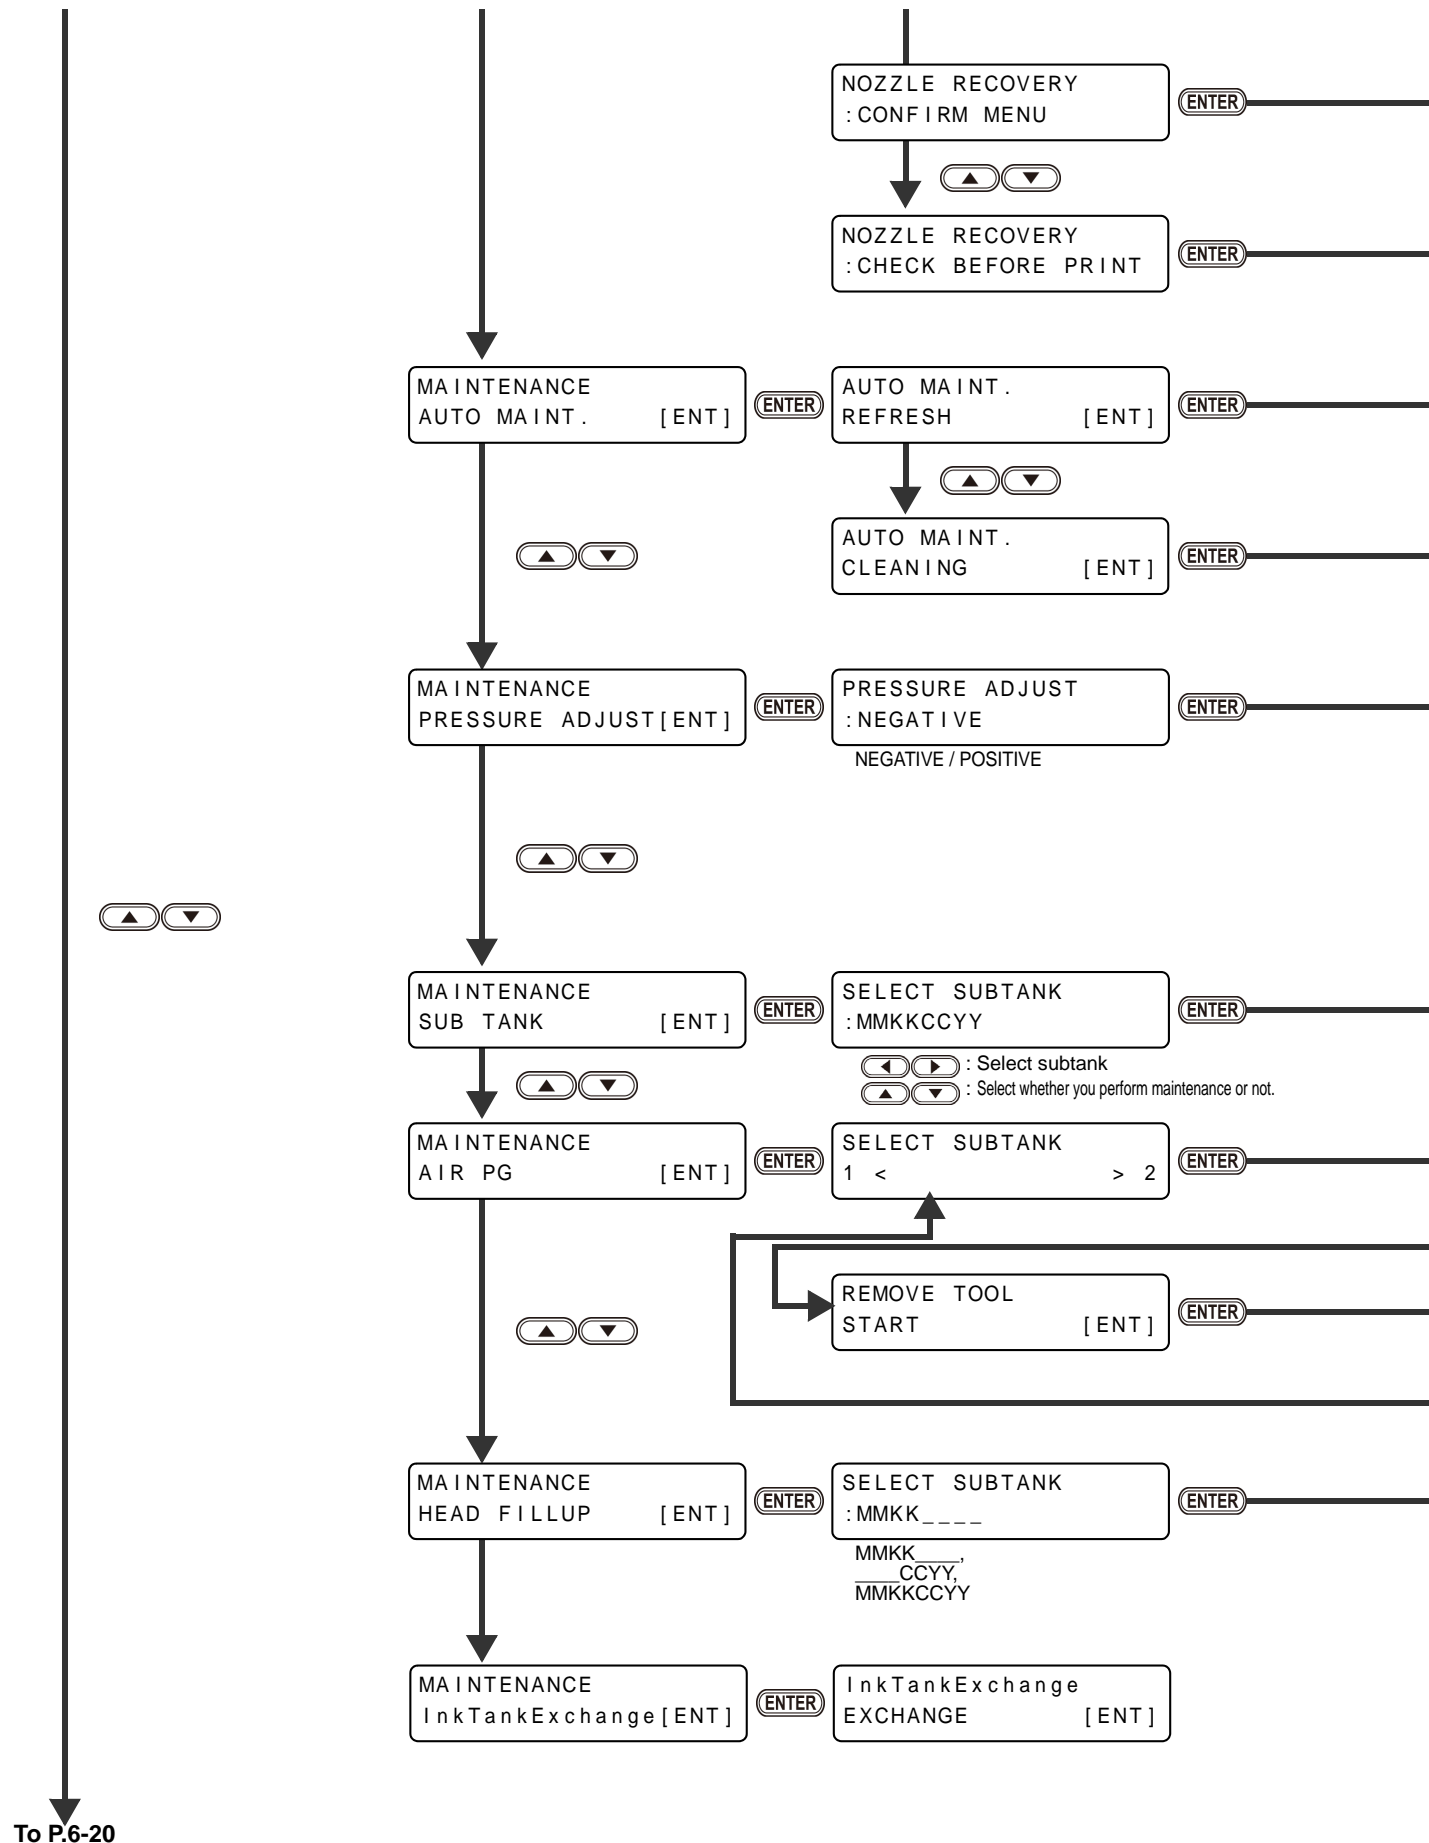 NOZZLE RECOVERY
:CONFIRM MENU
ENTER
NOZZLE RECOVERY
:CHECK BEFORE PRINT
ENTER
MAINTENANCE
AUTO MAINT. [ENT]
ENTER
AUTO MAINT.
REFRESH [ENT]
ENTER
AUTO MAINT.
CLEANING [ENT]
ENTER
MAINTENANCE
PRESSURE ADJUST[ENT]
ENTER
PRESSURE ADJUST
:NEGATIVE
ENTER
NEGATIVE / POSITIVE
MAINTENANCE
SUB TANK [ENT]
ENTER
SELECT SUBTANK
:MMKKCCYY
ENTER
: Select subtank
: Select whether you perform maintenance or not.
MAINTENANCE
AIR PG [ENT]
ENTER
SELECT SUBTANK
1 < > 2
ENTER
REMOVE TOOL
START [ENT]
ENTER
MAINTENANCE
HEAD FILLUP [ENT]
ENTER
SELECT SUBTANK
:MMKK____
ENTER
MMKK____,
____CCYY,
MMKKCCYY
MAINTENANCE
InkTankExchange[ENT]
ENTER
InkTankExchange
EXCHANGE [ENT]
To P.6-20